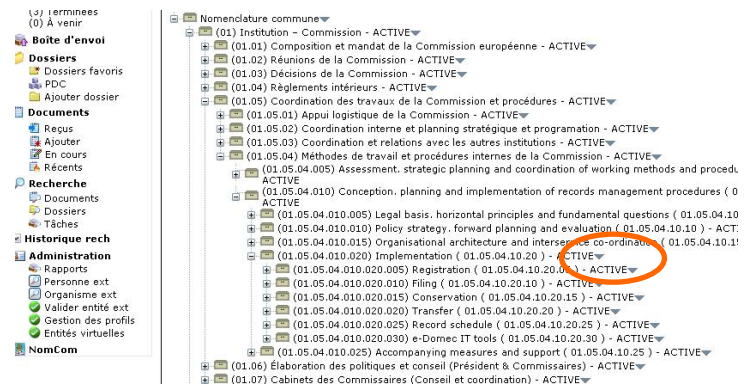 (3) Terminées
(0) À venir
Boîte d'envoi
Dossiers
Dossiers favoris
PDC
Ajouter dossier
Documents
Reçus
Ajouter
En cours
Récents
Recherche
Documents
Dossiers
Tâches
Historique rech
Administration
Rapports
Personne ext
Organisme ext
Valider entité ext
Gestion des profils
Entités virtuelles
NomCom
Nomenclature commune
(01) Institution – Commission - ACTIVE
(01.01) Composition et mandat de la Commission européenne - ACTIVE
(01.02) Réunions de la Commission - ACTIVE
(01.03) Décisions de la Commission - ACTIVE
(01.04) Règlements intérieurs - ACTIVE
(01.05) Coordination des travaux de la Commission et procédures - ACTIVE
(01.05.01) Appui logistique de la Commission - ACTIVE
(01.05.02) Coordination interne et planning stratégique et programation - ACTIVE
(01.05.03) Coordination et relations avec les autres institutions - ACTIVE
(01.05.04) Méthodes de travail et procédures internes de la Commission - ACTIVE
(01.05.04.005) Assessment. strategic planning and coordination of working methods and procedu
ACTIVE
(01.05.04.010) Conception. planning and implementation of records management procedures ( 0
ACTIVE
(01.05.04.010.005) Legal basis. horizontal principles and fundamental questions ( 01.05.04.10
(01.05.04.010.010) Policy strategy. forward planning and evaluation ( 01.05.04.10.10 ) - ACTI
(01.05.04.010.015) Organisational architecture and interservice co-ordination ( 01.05.04.10.15
(01.05.04.010.020) Implementation ( 01.05.04.10.20 ) - ACTIVE
(01.05.04.010.020.005) Registration ( 01.05.04.10.20.05 ) - ACTIVE
(01.05.04.010.020.010) Filing ( 01.05.04.10.20.10 ) - ACTIVE
(01.05.04.010.020.015) Conservation ( 01.05.04.10.20.15 ) - ACTIVE
(01.05.04.010.020.020) Transfer ( 01.05.04.10.20.20 ) - ACTIVE
(01.05.04.010.020.025) Record schedule ( 01.05.04.10.20.25 ) - ACTIVE
(01.05.04.010.020.030) e-Domec IT tools ( 01.05.04.10.20.30 ) - ACTIVE
(01.05.04.010.025) Accompanying measures and support ( 01.05.04.10.25 ) - ACTIVE
(01.06) Élaboration des politiques et conseil (Président & Commissaires) - ACTIVE
(01.07) Cabinets des Commissaires (Conseil et coordination) - ACTIVE